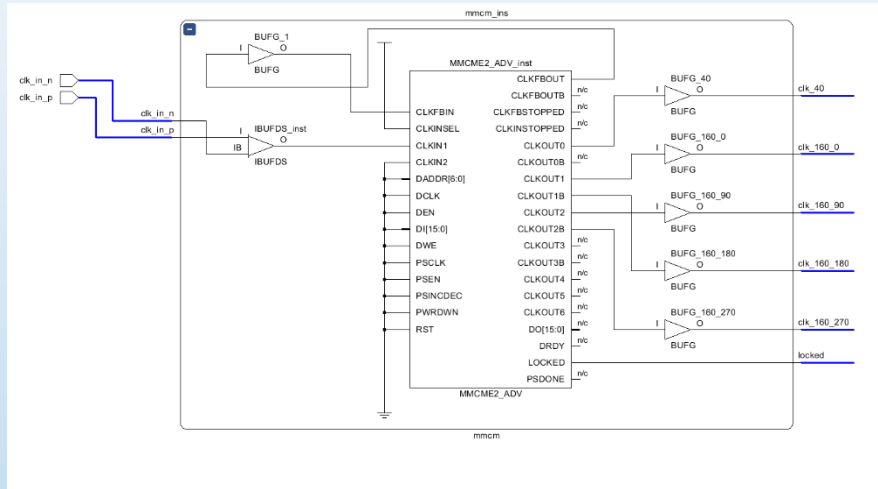 mmcm_ins
BUFG_1
I
O
BUFG
clk_in_n
clk_in_p
clk_in_n
clk_in_p
I
IB
IBUFDS_inst
O
IBUFDS
MMCME2_ADV_inst
CLKFBIN
CLKINSEL
CLKIN1
CLKIN2
DADDR[6:0]
DCLK
DEN
DI[15:0]
DWE
PSCLK
PSEN
PSINCDEC
PWRDWN
RST
CLKFBOUT
CLKFBOUTB n/c
CLKFBSTOPPED n/c
CLKINSTOPPED n/c
CLKOUT0
CLKOUT0B n/c
CLKOUT1
CLKOUT1B
CLKOUT2
CLKOUT2B
CLKOUT3 n/c
CLKOUT3B n/c
CLKOUT4 n/c
CLKOUT5 n/c
CLKOUT6 n/c
DO[15:0] n/c
DRDY n/c
LOCKED
PSDONE n/c
MMCME2_ADV
BUFG_40
I
O
BUFG
clk_40
BUFG_160_0
I
O
BUFG
clk_160_0
BUFG_160_90
I
O
BUFG
clk_160_90
BUFG_160_180
I
O
BUFG
clk_160_180
BUFG_160_270
I
O
BUFG
clk_160_270
locked
mmcm